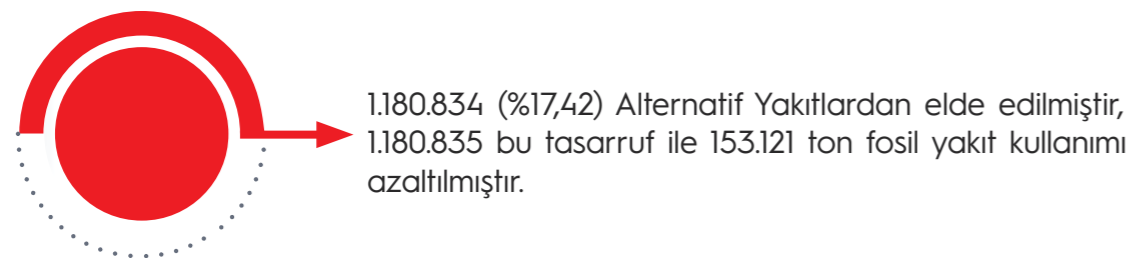 1.180.834 (%17,42) Alternatif Yakıtlardan elde edilmiştir,
1.180.835 bu tasarruf ile 153.121 ton fosil yakıt kullanımı
azaltılmıştır.